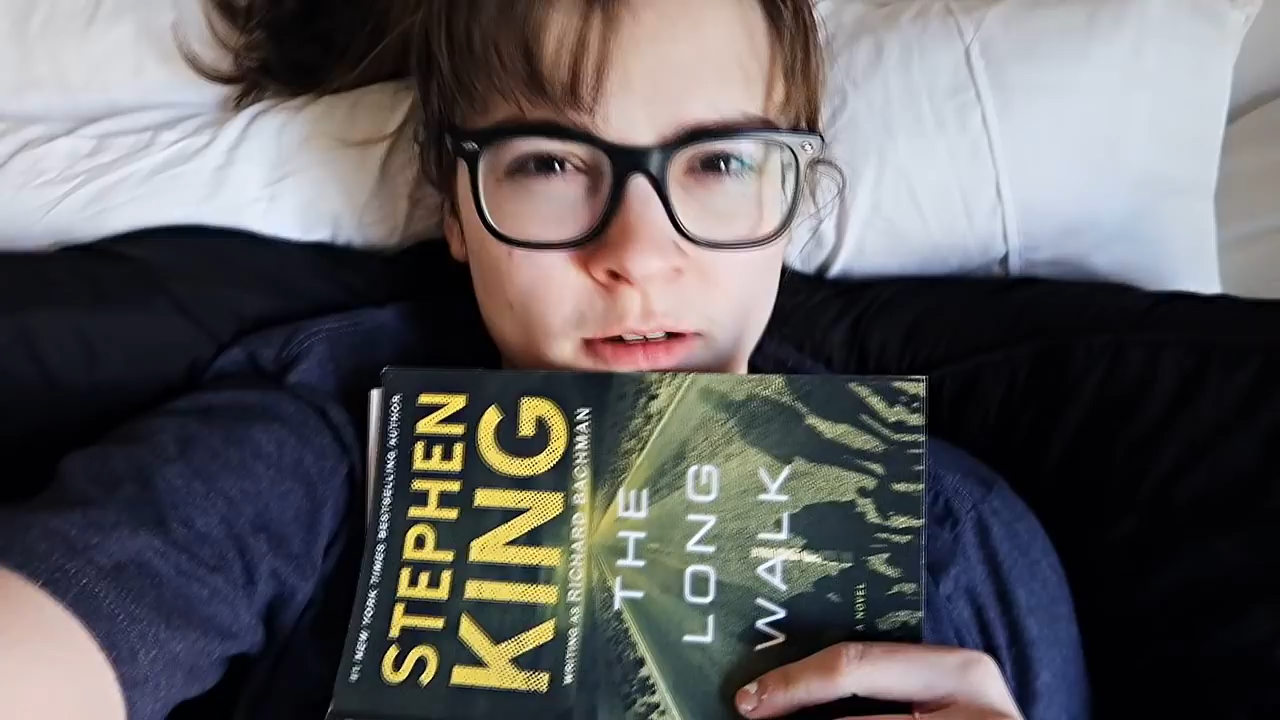 #1 NEW YORK TIMES BESTSELLING AUTHOR
STEPHEN
KING
WRITING AS RICHARD BACHMAN
THE
LONG
WALK
A NOVEL